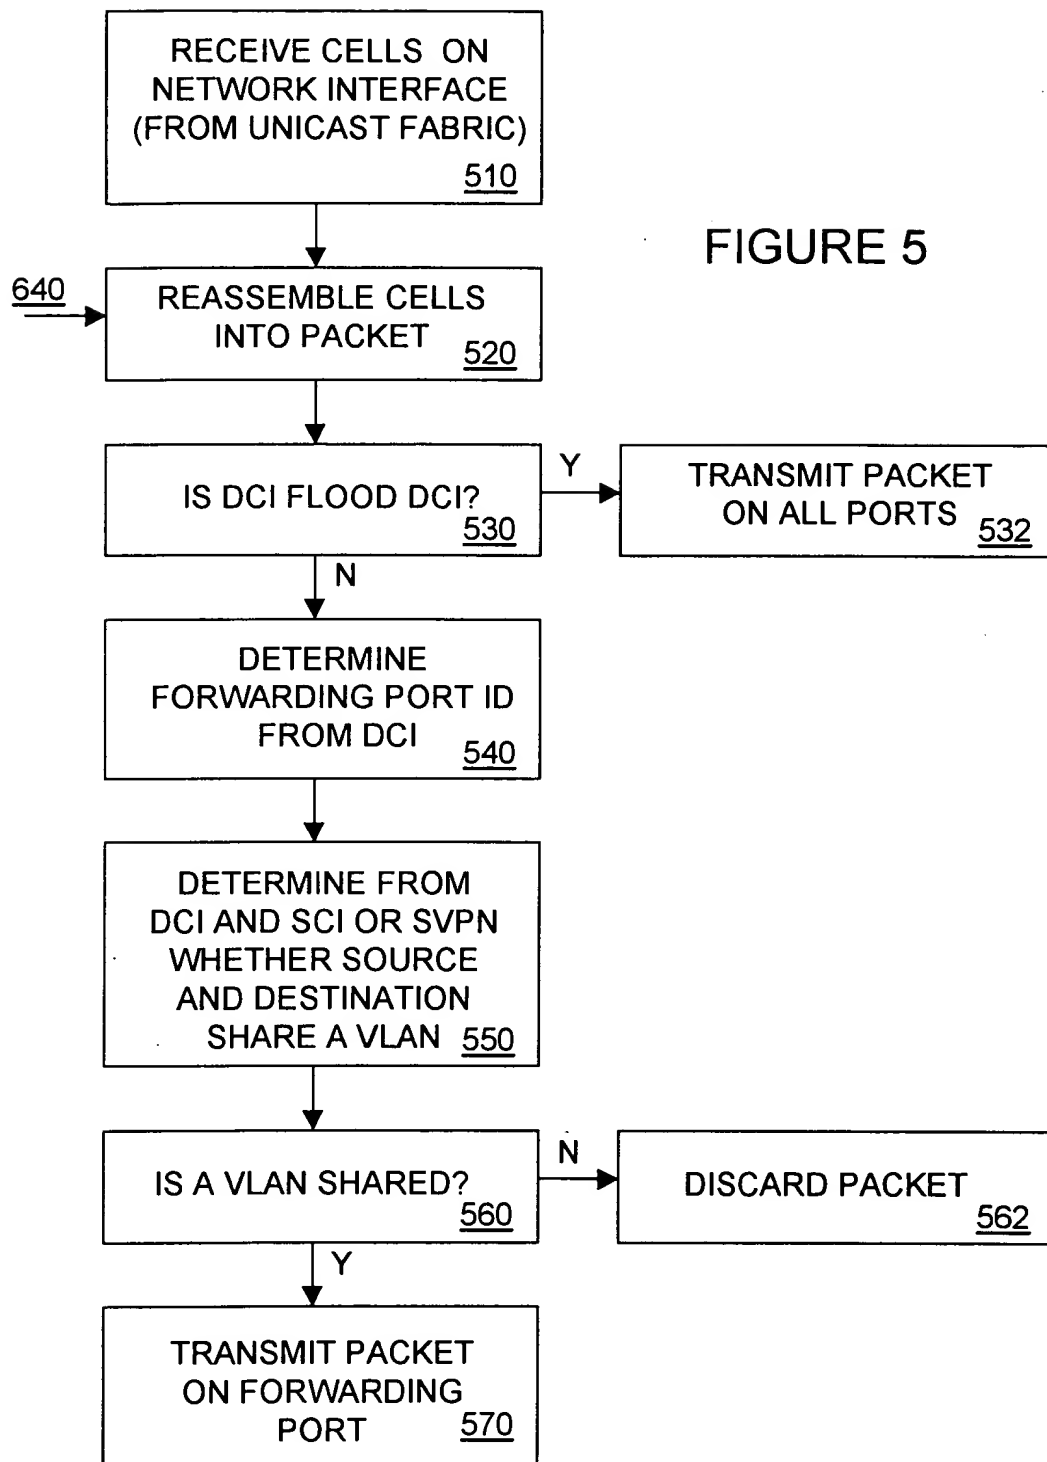 RECEIVE CELLS ON
NETWORK INTERFACE
(FROM UNICAST FABRIC)
510
FIGURE 5
640
REASSEMBLE CELLS
INTO PACKET
520
IS DCI FLOOD DCI?
530
Y
TRANSMIT PACKET
ON ALL PORTS
532
N
DETERMINE
FORWARDING PORT ID
FROM DCI
540
DETERMINE FROM
DCI AND SCI OR SVPN
WHETHER SOURCE
AND DESTINATION
SHARE A VLAN
550
IS A VLAN SHARED?
560
N
DISCARD PACKET
562
Y
TRANSMIT PACKET
ON FORWARDING
PORT
570